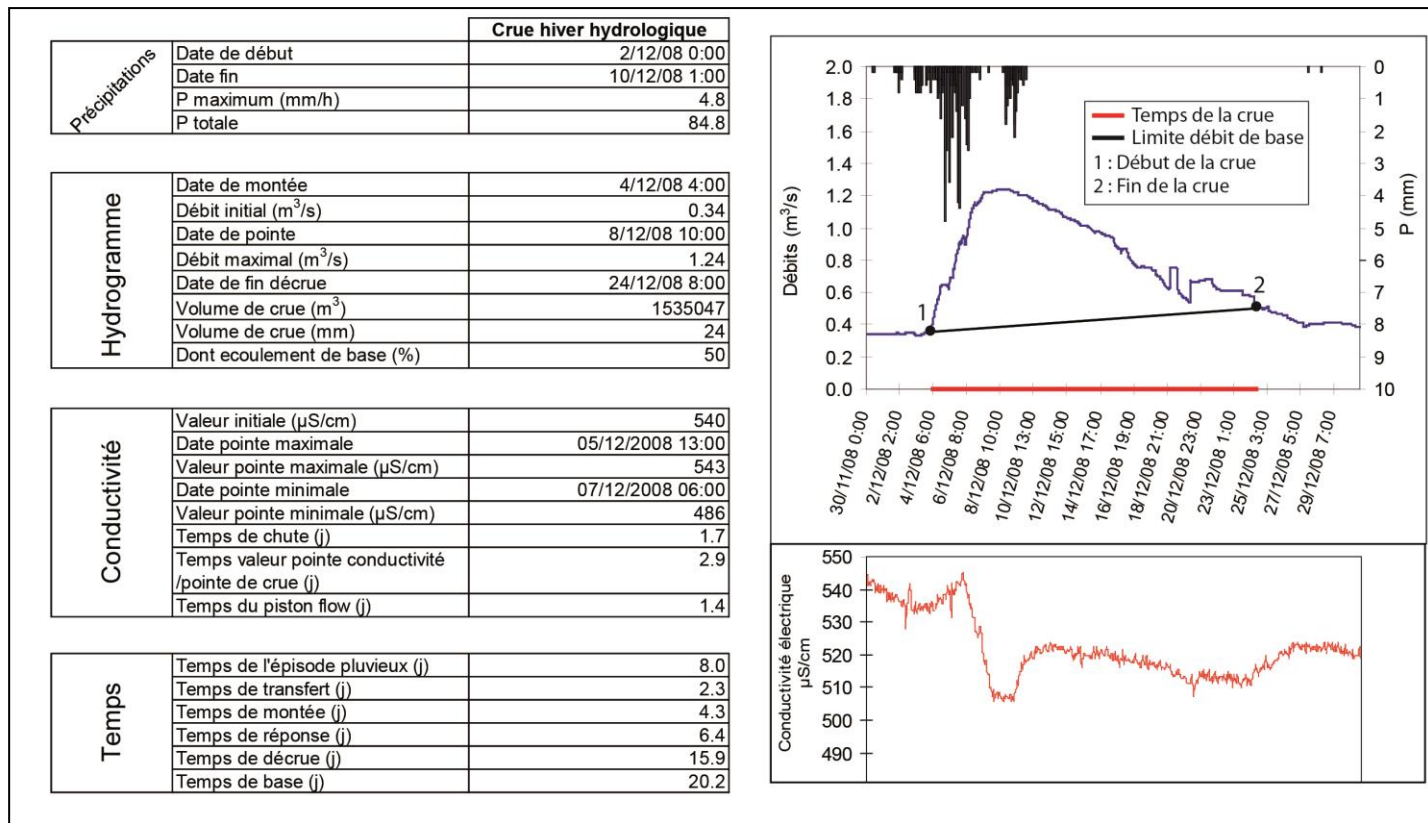 Crue hiver hydrologique
Précipitations
Date de début 2/12/08 0:00
Date fin 10/12/08 1:00
P maximum (mm/h) 4.8
P totale 84.8
Hydrogramme
Date de montée 4/12/08 4:00
Débit initial (m³/s) 0.34
Date de pointe 8/12/08 10:00
Débit maximal (m³/s) 1.24
Date de fin décrue 24/12/08 8:00
Volume de crue (m³) 1535047
Volume de crue (mm) 24
Dont ecoulement de base (%) 50
Conductivité
Valeur initiale (µS/cm) 540
Date pointe maximale 05/12/2008 13:00
Valeur pointe maximale (µS/cm) 543
Date pointe minimale 07/12/2008 06:00
Valeur pointe minimale (µS/cm) 486
Temps de chute (j) 1.7
Temps valeur pointe conductivité 2.9
/pointe de crue (j)
Temps du piston flow (j) 1.4
Temps
Temps de l'épisode pluvieux (j) 8.0
Temps de transfert (j) 2.3
Temps de montée (j) 4.3
Temps de réponse (j) 6.4
Temps de décrue (j) 15.9
Temps de base (j) 20.2
Débits (m³/s)
2.0
1.8
1.6
1.4
1.2
1.0
0.8
0.6
0.4
0.2
0.0
P (mm)
0
1
2
3
4
5
6
7
8
9
10
Temps de la crue
Limite débit de base
1 : Début de la crue
2 : Fin de la crue
1
2
30/11/08 0:00
2/12/08 2:00
4/12/08 6:00
6/12/08 8:00
8/12/08 10:00
10/12/08 13:00
12/12/08 15:00
14/12/08 17:00
16/12/08 19:00
18/12/08 21:00
20/12/08 23:00
23/12/08 1:00
25/12/08 3:00
27/12/08 5:00
29/12/08 7:00
Conductivité électrique
µS/cm
550
540
530
520
510
500
490